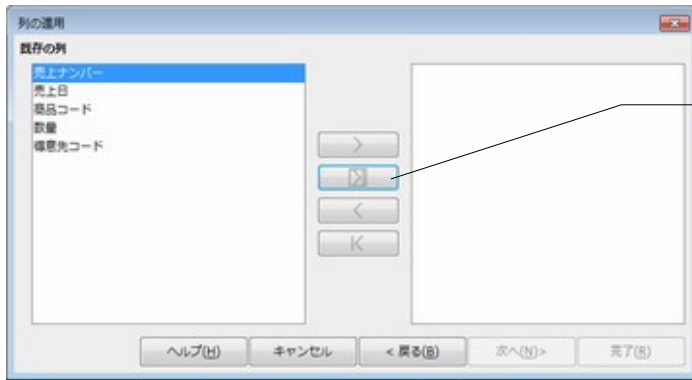 列の適用
既存の列
売上ナンバー
売上日
商品コード
数量
得意先コード
ヘルプ(H)
キャンセル
< 戻る(B)
次へ(N)>
完了(R)